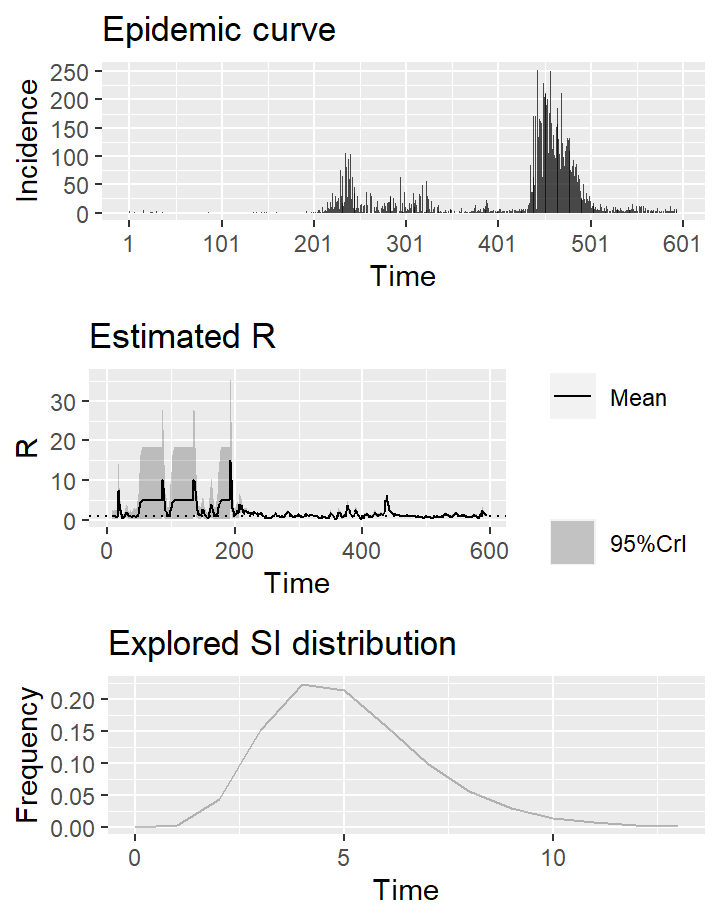 Epidemic curve
250
200
150
100
50
0
Incidence
1 101 201 301 401 501 601
Time
Estimated R
30
20
10
0
R
0 200 400 600
Time
Mean
95%CrI
Explored SI distribution
0.20
0.15
0.10
0.05
0.00
Frequency
0 5 10
Time